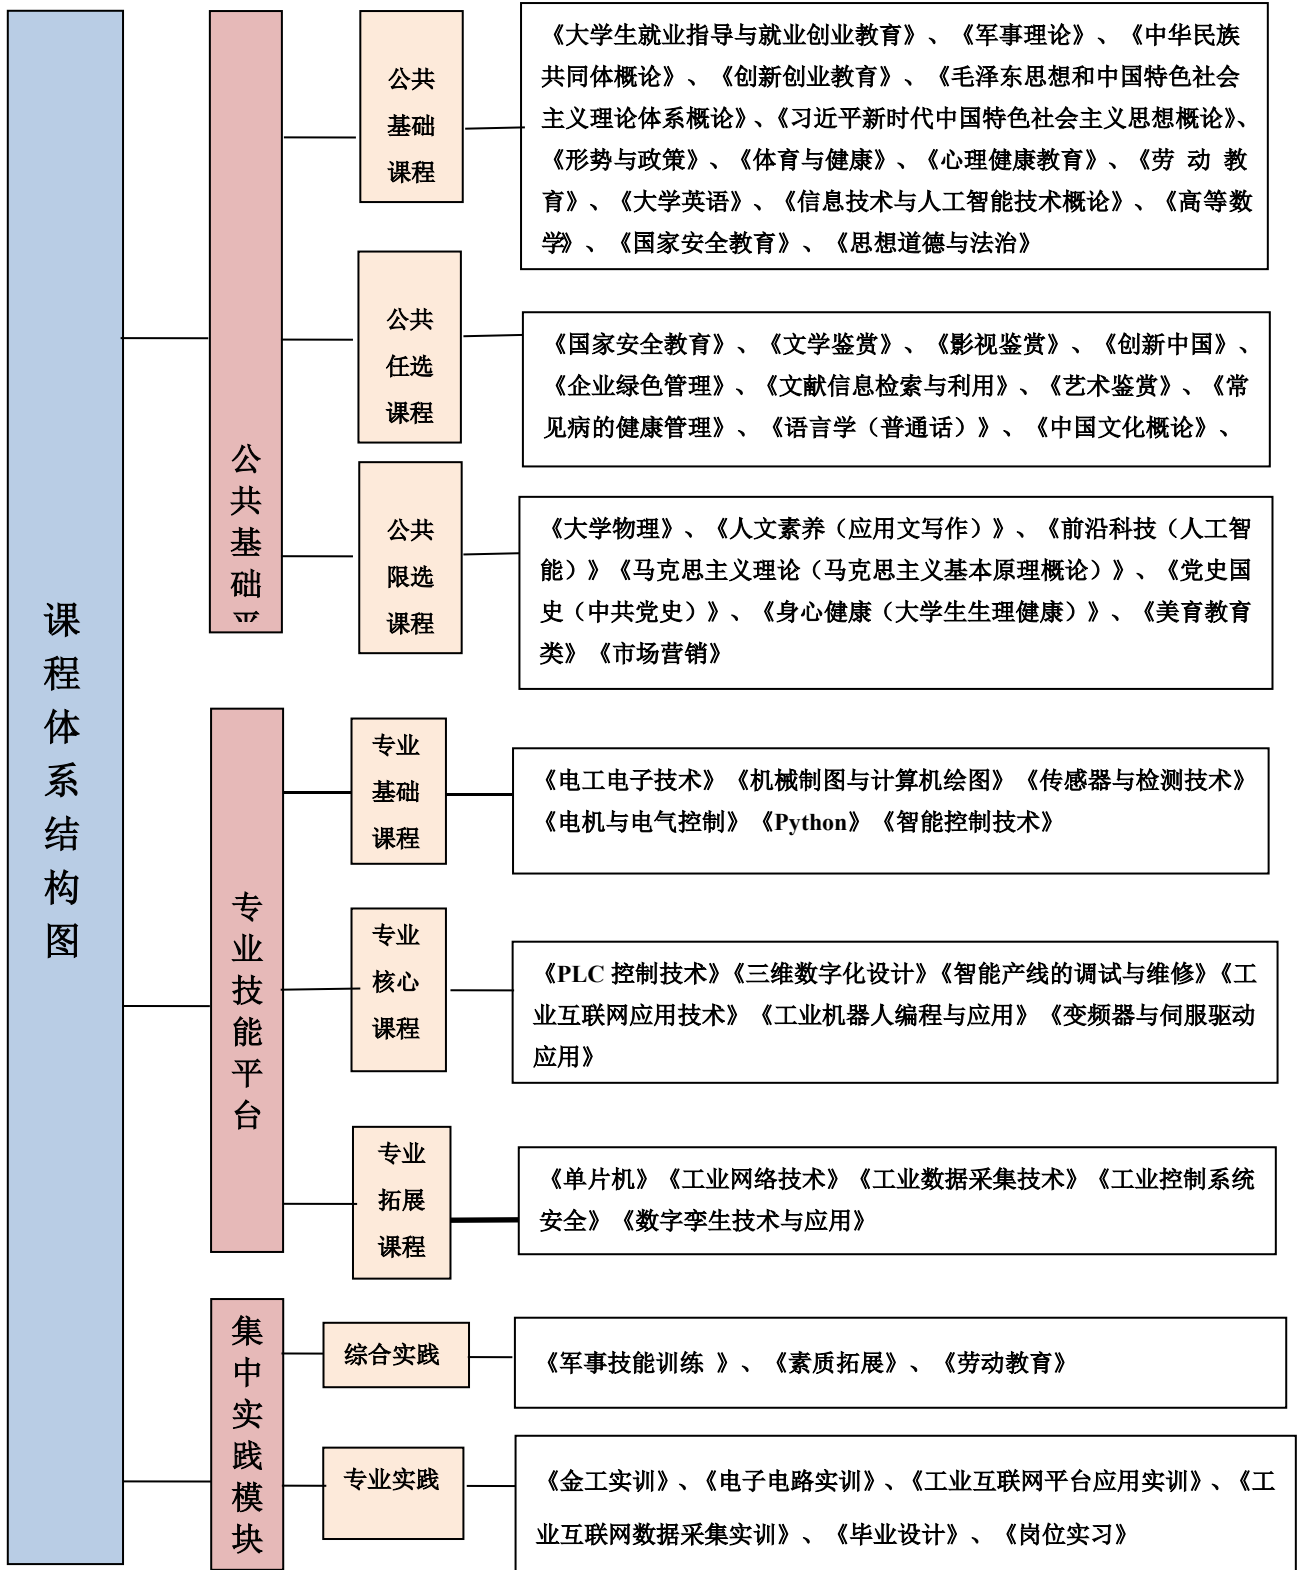 课程体系结构图
公共基础平
公共
基础
课程
《大学生就业指导与就业创业教育》、《军事理论》、《中华民族
共同体概论》、《创新创业教育》、《毛泽东思想和中国特色社会
主义理论体系概论》、《习近平新时代中国特色社会主义思想概论》、
《形势与政策》、《体育与健康》、《心理健康教育》、《劳 动 教
育》、《大学英语》、《信息技术与人工智能技术概论》、《高等数
学》、《国家安全教育》、《思想道德与法治》
公共
任选
课程
《国家安全教育》、《文学鉴赏》、《影视鉴赏》、《创新中国》、
《企业绿色管理》、《文献信息检索与利用》、《艺术鉴赏》、《常
见病的健康管理》、《语言学（普通话）》、《中国文化概论》、
公共
限选
课程
《大学物理》、《人文素养（应用文写作）》、《前沿科技（人工智
能）》《马克思主义理论（马克思主义基本原理概论）》、《党史国
史（中共党史）》、《身心健康（大学生生理健康）》、《美育教育
类》《市场营销》
专业技能平台
专业
基础
课程
《电工电子技术》《机械制图与计算机绘图》《传感器与检测技术》
《电机与电气控制》《Python》《智能控制技术》
专业
核心
课程
《PLC 控制技术》《三维数字化设计》《智能产线的调试与维修》《工
业互联网应用技术》《工业机器人编程与应用》《变频器与伺服驱动
应用》
专业
拓展
课程
《单片机》《工业网络技术》《工业数据采集技术》《工业控制系统
安全》《数字孪生技术与应用》
集中实践模块
综合实践
《军事技能训练 》、《素质拓展》、《劳动教育》
专业实践
《金工实训》、《电子电路实训》、《工业互联网平台应用实训》、《工
业互联网数据采集实训》、《毕业设计》、《岗位实习》